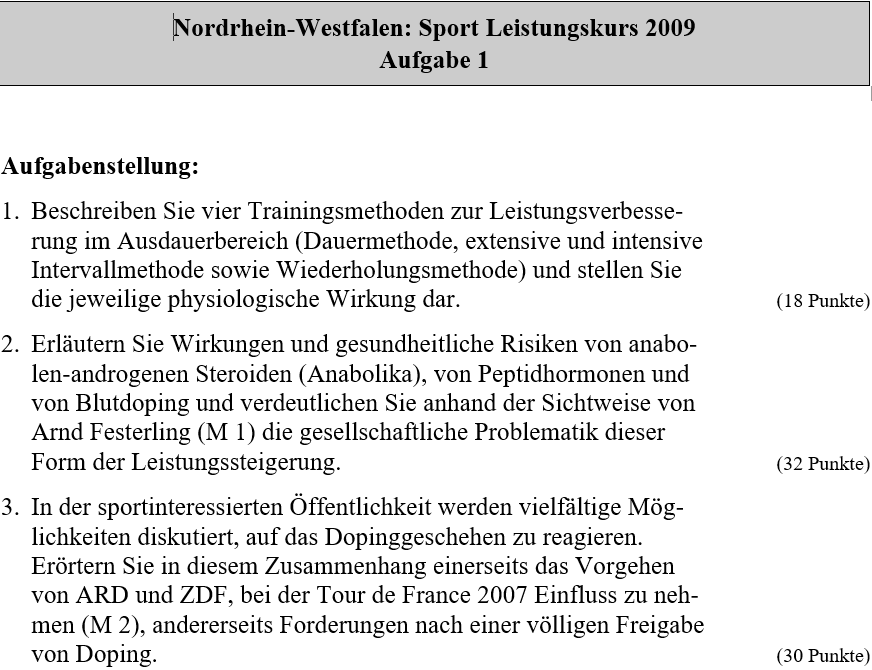 Nordrhein-Westfalen: Sport Leistungskurs 2009
Aufgabe 1
Aufgabenstellung:
1. Beschreiben Sie vier Trainingsmethoden zur Leistungsverbesse-
rung im Ausdauerbereich (Dauermethode, extensive und intensive
Intervallmethode sowie Wiederholungsmethode) und stellen Sie
die jeweilige physiologische Wirkung dar. (18 Punkte)
2. Erläutern Sie Wirkungen und gesundheitliche Risiken von anabo-
len-androgenen Steroiden (Anabolika), von Peptidhormonen und
von Blutdoping und verdeutlichen Sie anhand der Sichtweise von
Arnd Festerling (M 1) die gesellschaftliche Problematik dieser
Form der Leistungssteigerung. (32 Punkte)
3. In der sportinteressierten Öffentlichkeit werden vielfältige Mög-
lichkeiten diskutiert, auf das Dopinggeschehen zu reagieren.
Erörtern Sie in diesem Zusammenhang einerseits das Vorgehen
von ARD und ZDF, bei der Tour de France 2007 Einfluss zu neh-
men (M 2), andererseits Forderungen nach einer völligen Freigabe
von Doping. (30 Punkte)